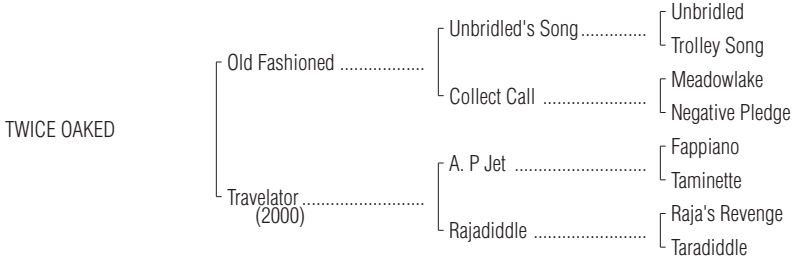 Unbridled
Unbridled's Song..............
Trolley Song
Old Fashioned ..................
Meadowlake
Collect Call ......................
Negative Pledge
TWICE OAKED
Fappiano
A. P Jet ............................
Taminette
Travelator..........................
(2000)
Raja's Revenge
Rajadiddle ........................
Taradiddle